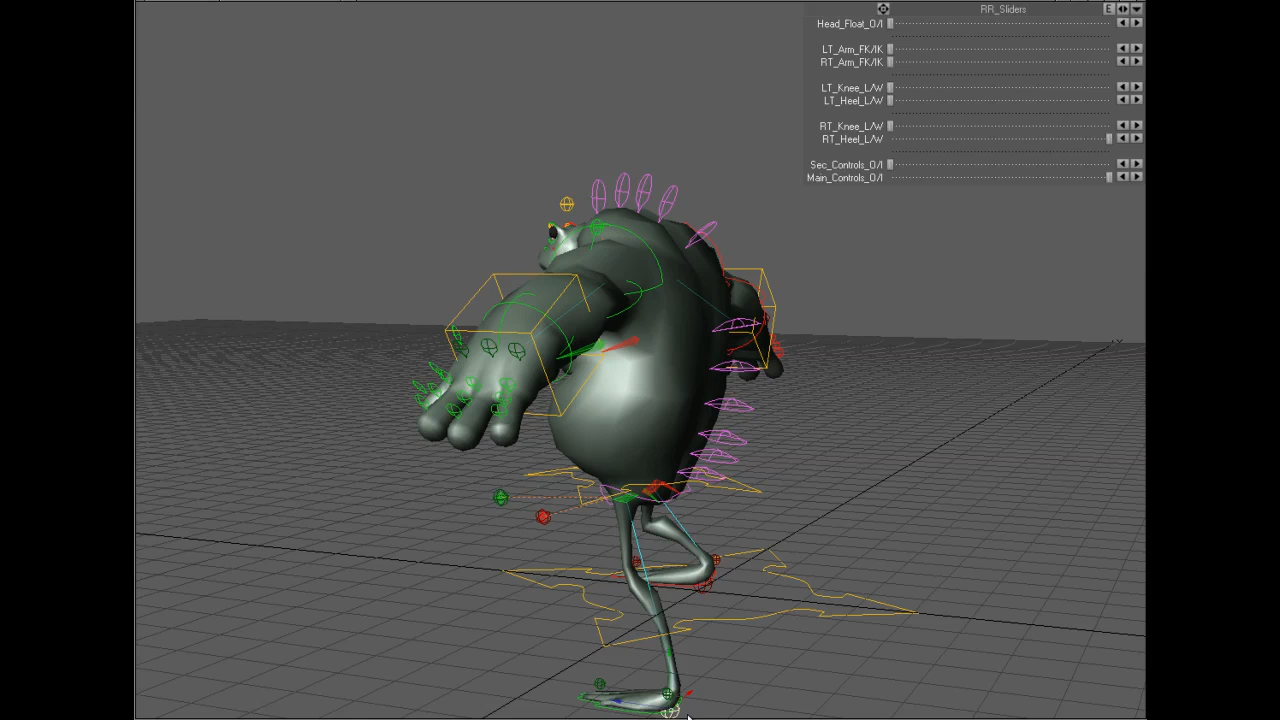 RR_Sliders E
Head_Float_O/I
LT_Arm_FK/IK
RT_Arm_FK/IK
LT_Knee_L/W
LT_Heel_L/W
RT_Knee_L/W
RT_Heel_L/W
Sec_Controls_O/I
Main_Controls_O/I